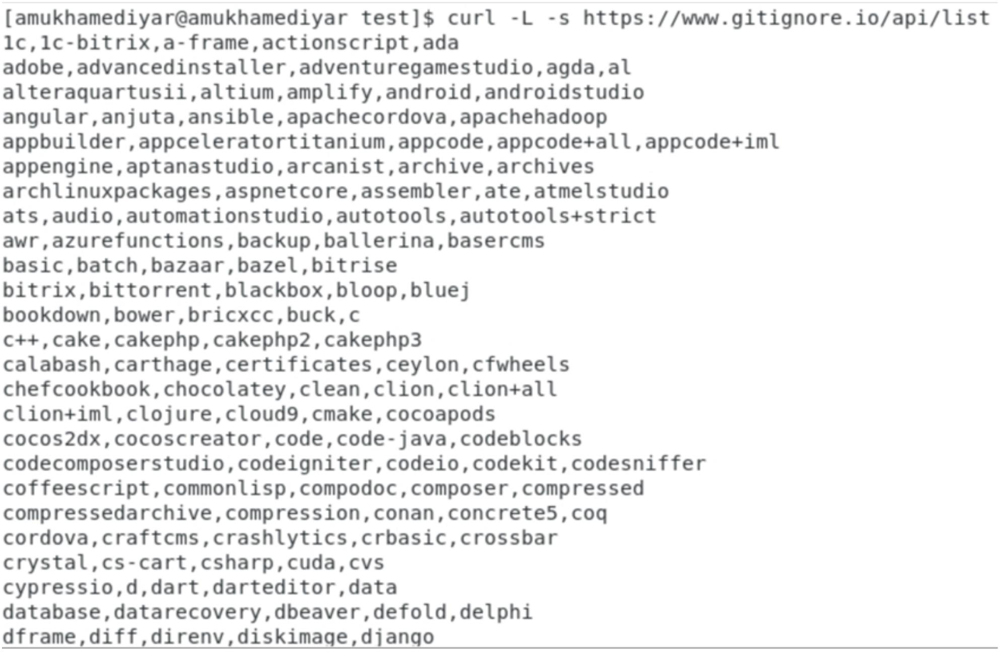 [amukhamediyar@amukhamediyar test]$ curl -L -s https://www.gitignore.io/api/list
1c,1c-bitrix,a-frame,actionscript,ada
adobe,advancedinstaller,adventuregamestudio,agda,al
alteraquartusii,altium,amplify,android,androidstudio
angular,anjuta,ansible,apachecordova,apachehadoop
appbuilder,appceleratortitanium,appcode,appcode+all,appcode+iml
appengine,aptanastudio,arcanist,archive,archives
archlinuxpackages,aspnetcore,assembler,ate,atmelstudio
ats,audio,automationstudio,autotools,autotools+strict
awr,azurefunctions,backup,ballerina,basercms
basic,batch,bazaar,bazel,bitrise
bitrix,bittorrent,blackbox,bloop,bluej
bookdown,bower,bricxcc,buck,c
c++,cake,cakephp,cakephp2,cakephp3
calabash,carthage,certificates,ceylon,cfwheels
chefcookbook,chocolatey,clean,clion,clion+all
clion+iml,clojure,cloud9,cmake,cocoapods
cocos2dx,cocoscreator,code,code-java,codeblocks
codecomposerstudio,codeigniter,codeio,codekit,codesniffer
coffeescript,commonlisp,compodoc,composer,compressed
compressedarchive,compression,conan,concrete5,coq
cordova,craftcms,crashlytics,crbasic,crossbar
crystal,cs-cart,csharp,cuda,cvs
cypressio,d,dart,darteditor,data
database,datarecovery,dbeaver,defold,delphi
dframe,diff,direnv,diskimage,django